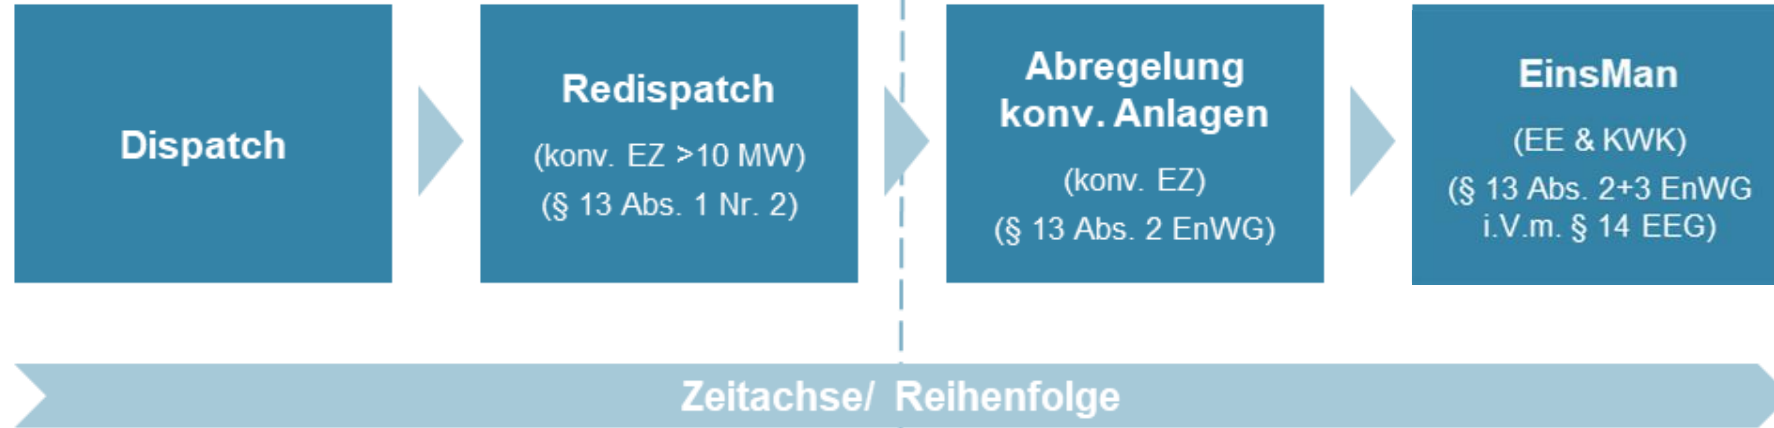 Dispatch
Redispatch
(konv. EZ >10 MW)
(§ 13 Abs. 1 Nr. 2)
Abregelung
konv. Anlagen
(konv. EZ)
(§ 13 Abs. 2 EnWG)
EinsMan
(EE & KWK)
(§ 13 Abs. 2+3 EnWG
i.V.m. § 14 EEG)
Zeitachse/ Reihenfolge